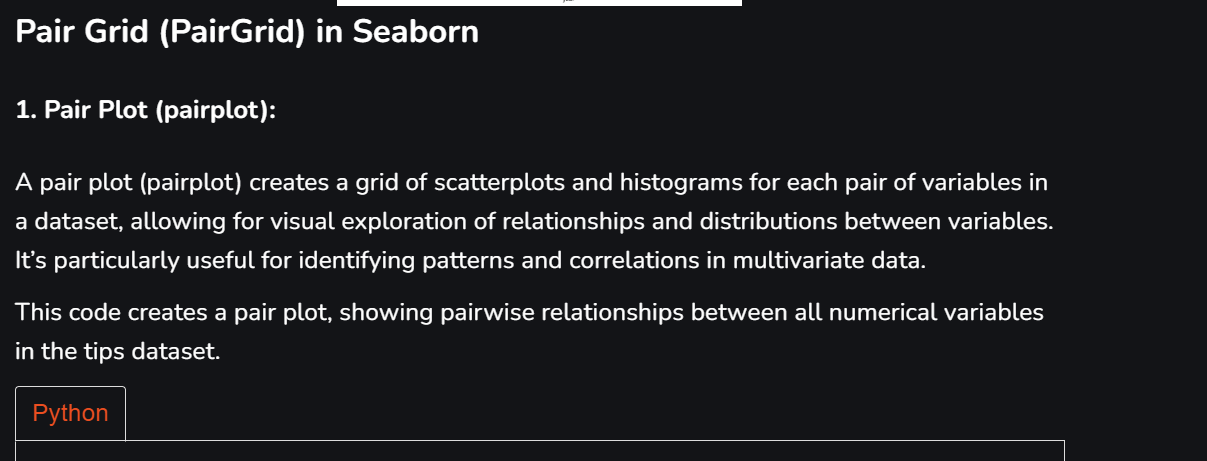 Pair Grid (PairGrid) in Seaborn
1. Pair Plot (pairplot):
A pair plot (pairplot) creates a grid of scatterplots and histograms for each pair of variables in
a dataset, allowing for visual exploration of relationships and distributions between variables.
It’s particularly useful for identifying patterns and correlations in multivariate data.
This code creates a pair plot, showing pairwise relationships between all numerical variables
in the tips dataset.
Python